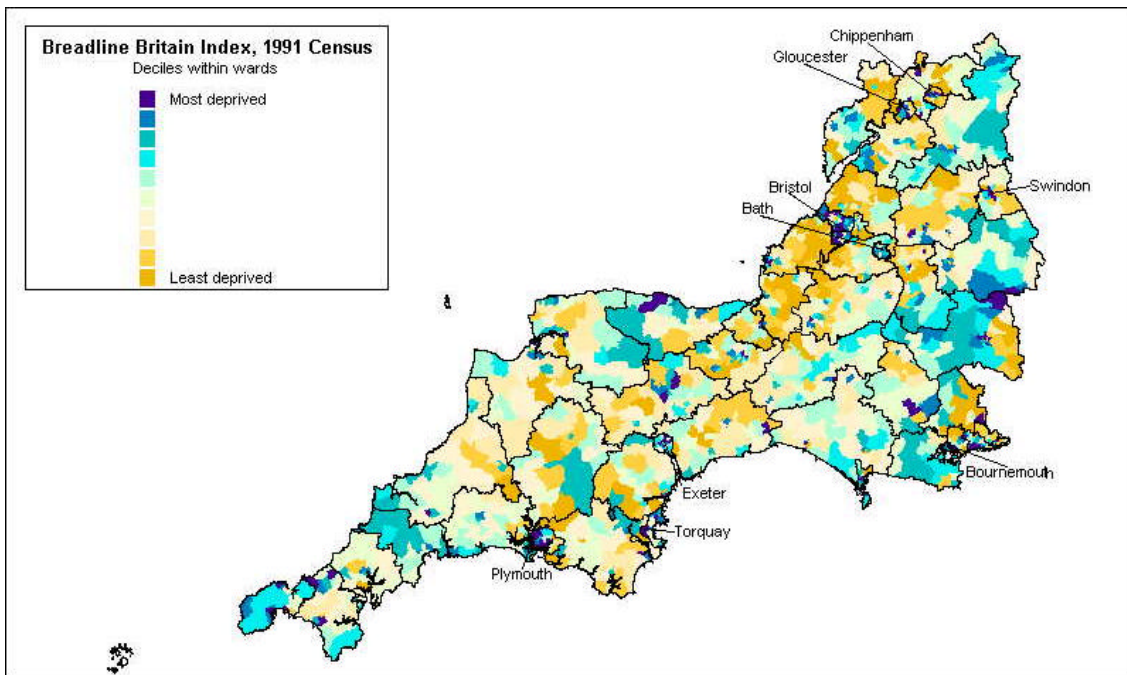 Breadline Britain Index, 1991 Census
Deciles within wards
Most deprived
Least deprived
Chippenham
Gloucester
Bristol
Bath
Swindon
Bournemouth
Exeter
Torquay
Plymouth